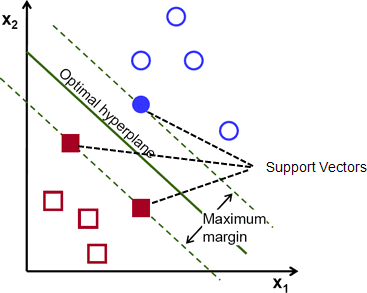 x2
Optimal hyperplane
Support Vectors
Maximum
margin
x1